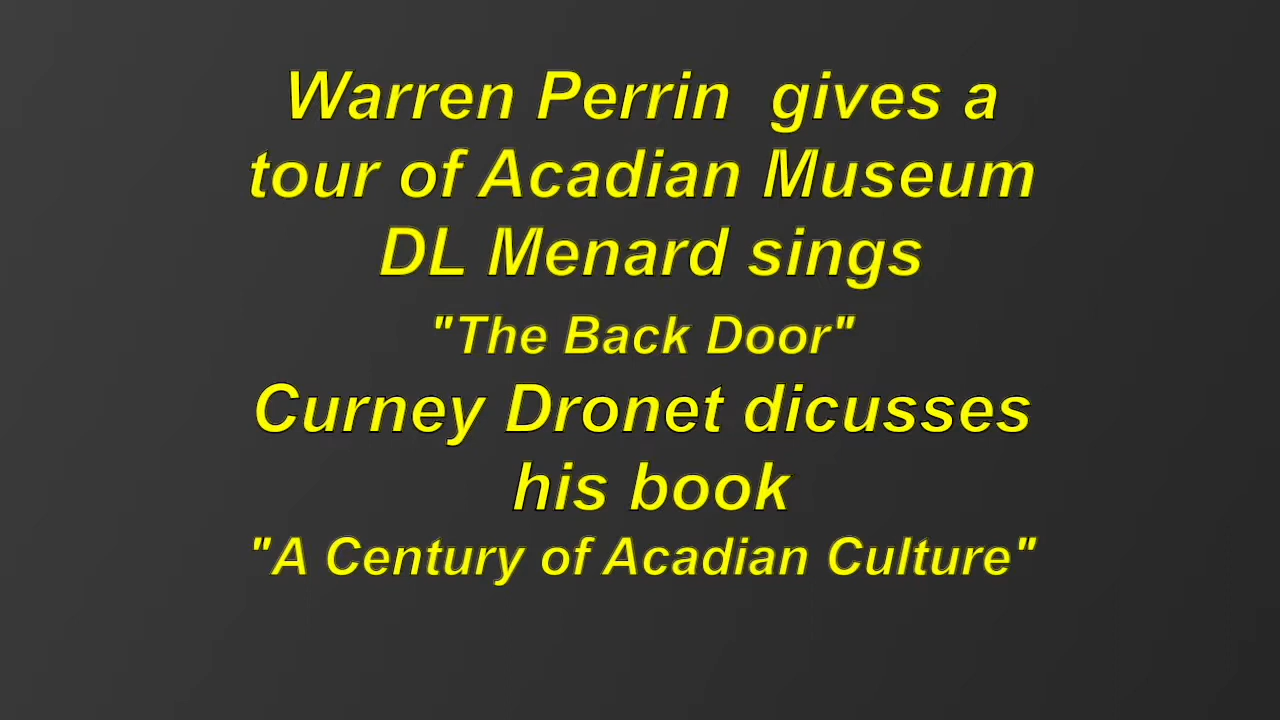 Warren Perrin  gives a
tour of Acadian Museum
DL Menard sings
"The Back Door"
Curney Dronet dicusses
his book
"A Century of Acadian Culture"